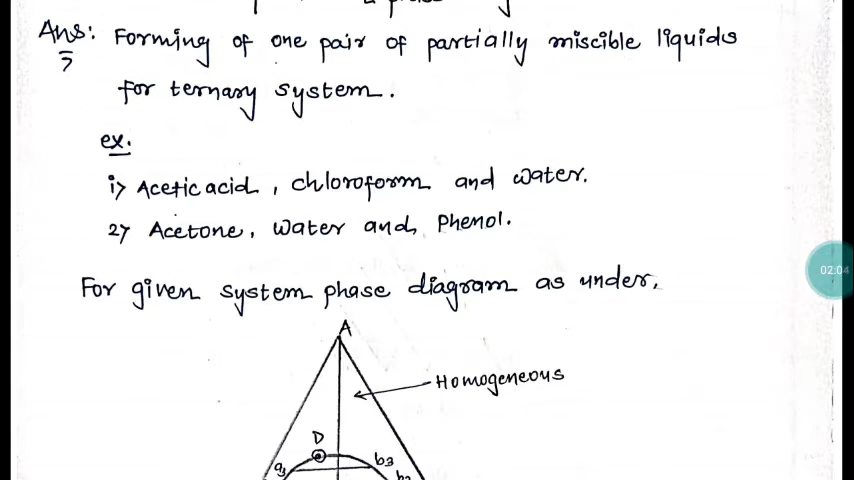 Ans: Forming of one pair of partially miscible liquids
for ternary system.
ex.
1> Acetic acid, chloroform and water.
2> Acetone, water and, Phenol.
02:04
For given system phase diagram as under.
A
Homogeneous
D
a3
b3